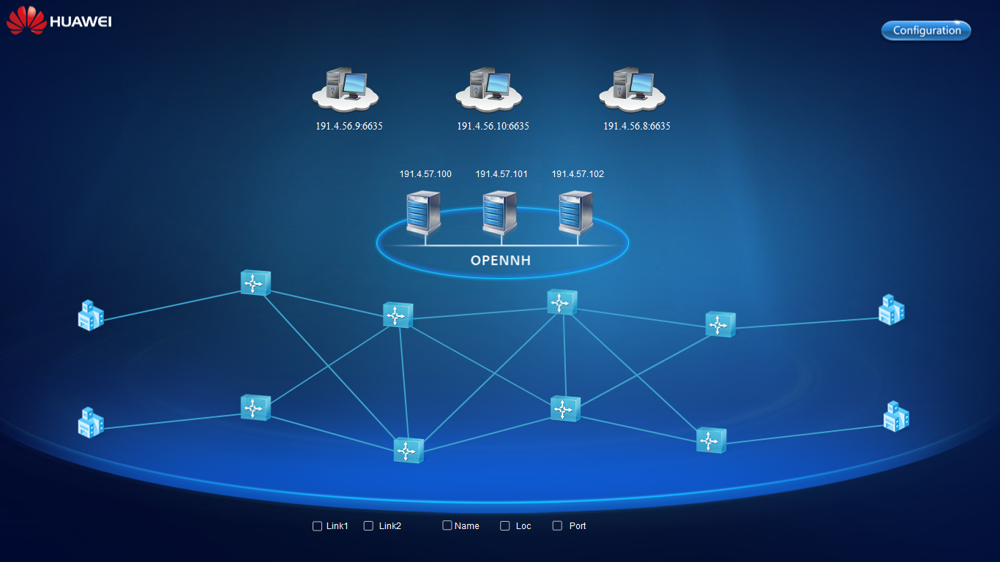 HUAWEI
Configuration
191.4.56.9:6635
191.4.56.10:6635
191.4.56.8:6635
191.4.57.100
191.4.57.101
191.4.57.102
OPENNH
Link1
Link2
Name
Loc
Port